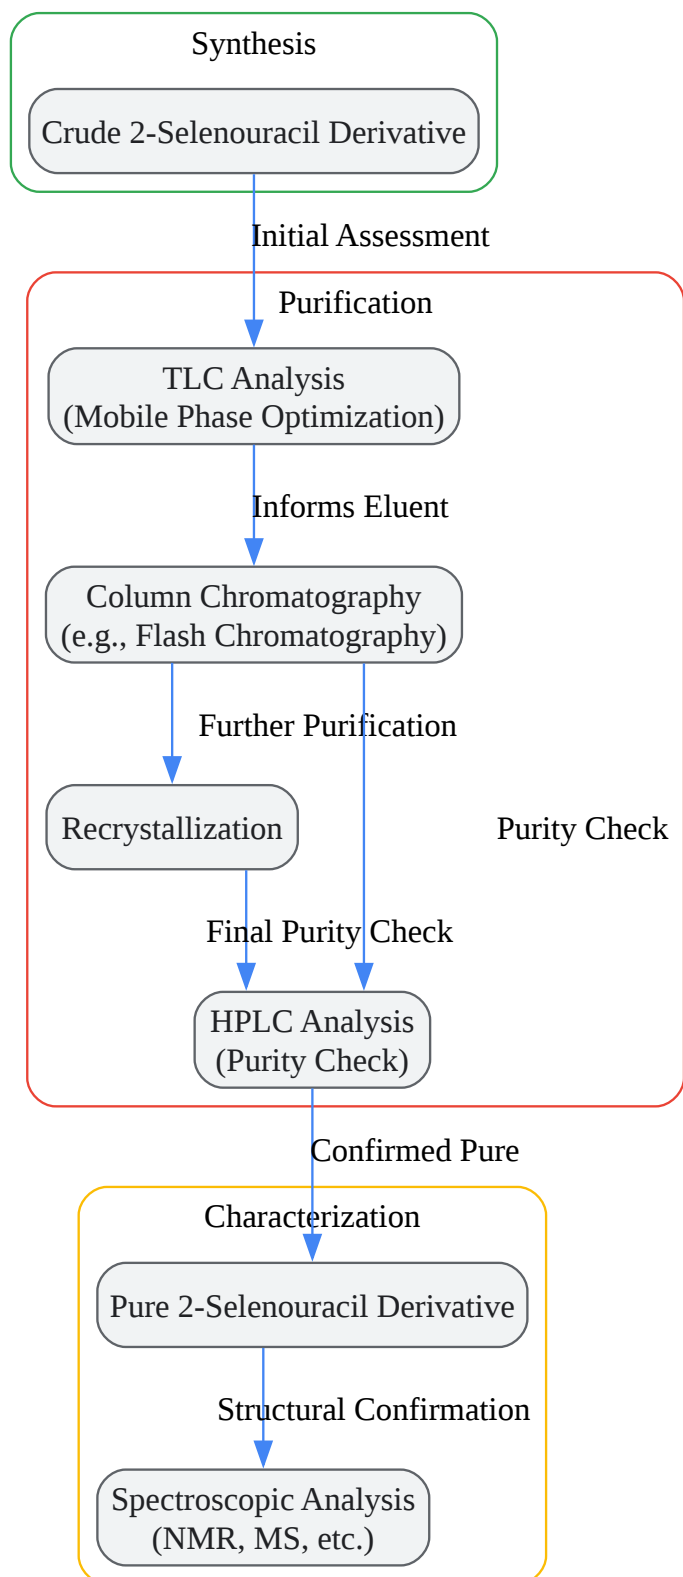 Synthesis
Crude 2-Selenouracil Derivative
Initial Assessment
Purification
TLC Analysis
(Mobile Phase Optimization)
Informs Eluent
Column Chromatography
(e.g., Flash Chromatography)
Further Purification
Recrystallization
Purity Check
Final Purity Check
HPLC Analysis
(Purity Check)
Confirmed Pure
Characterization
Pure 2-Selenouracil Derivative
Structural Confirmation
Spectroscopic Analysis
(NMR, MS, etc.)